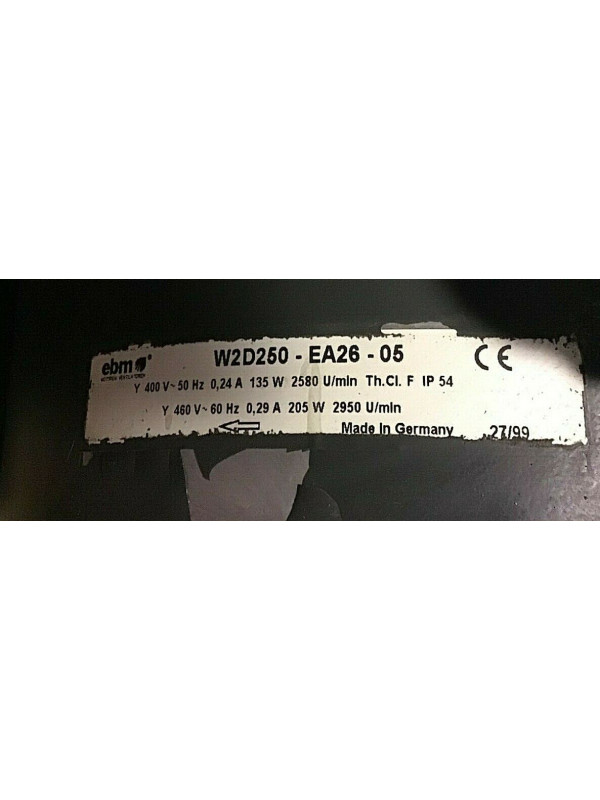 ebm
W2D250 - EA26 - 05
CE
Y 400 V~ 50 Hz 0,24 A 135 W 2580 U/min Th.Cl. F IP 54
Y 460 V~ 60 Hz 0,29 A 205 W 2950 U/min
Made in Germany 27/99